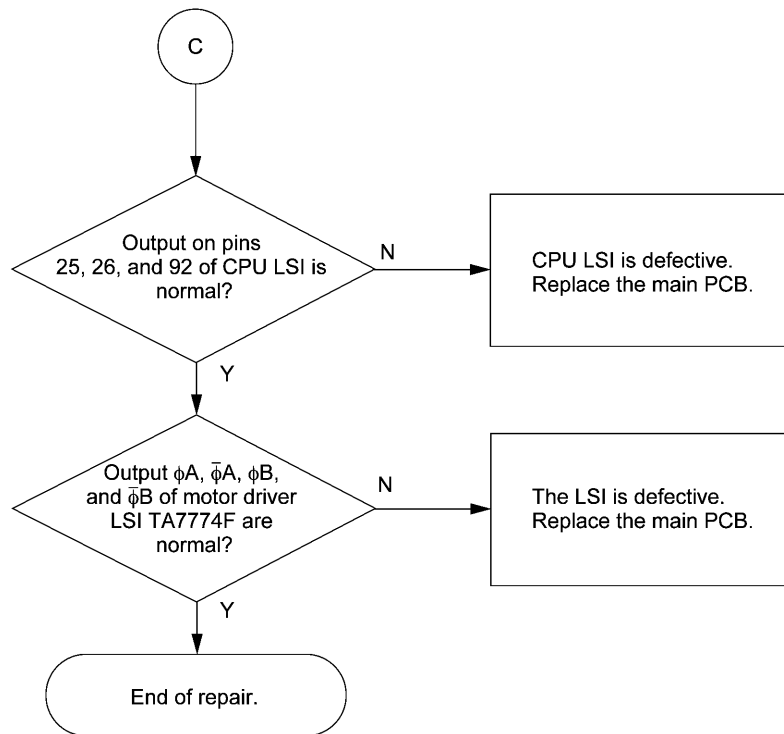 C
Output on pins
25, 26, and 92 of CPU LSI is
normal?
N
CPU LSI is defective.
Replace the main PCB.
Y
Output ϕA, ϕ̅A, ϕB,
and ϕ̅B of motor driver
LSI TA7774F are
normal?
N
The LSI is defective.
Replace the main PCB.
Y
End of repair.